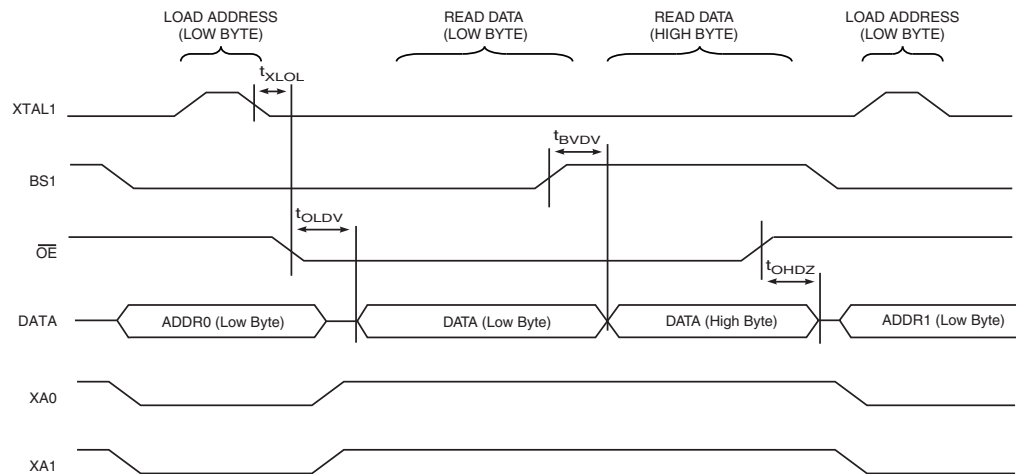 LOAD ADDRESS
(LOW BYTE)
READ DATA
(LOW BYTE)
READ DATA
(HIGH BYTE)
LOAD ADDRESS
(LOW BYTE)
tXLOL
XTAL1
tBVDV
BS1
tOLDV
OE
tOHDZ
DATA
ADDR0 (Low Byte)
DATA (Low Byte)
DATA (High Byte)
ADDR1 (Low Byte)
XA0
XA1